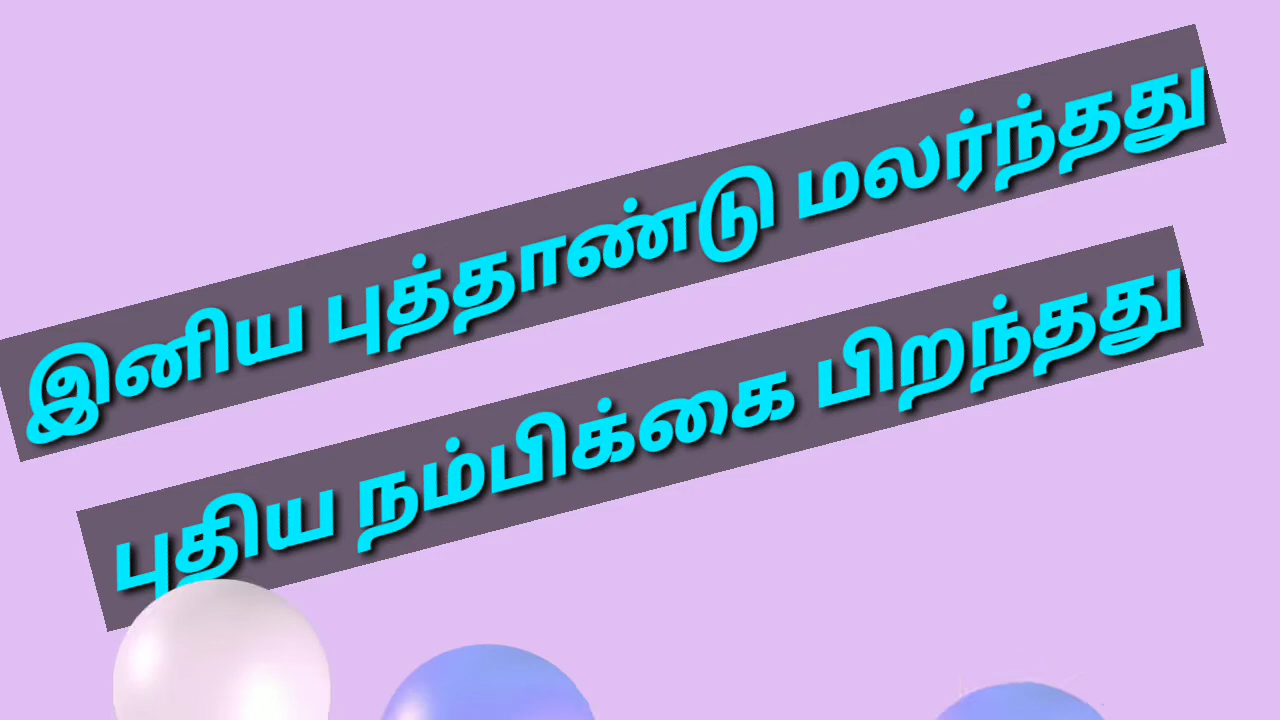 இனிய புத்தாண்டு மலர்ந்தது
புதிய நம்பிக்கை பிறந்தது